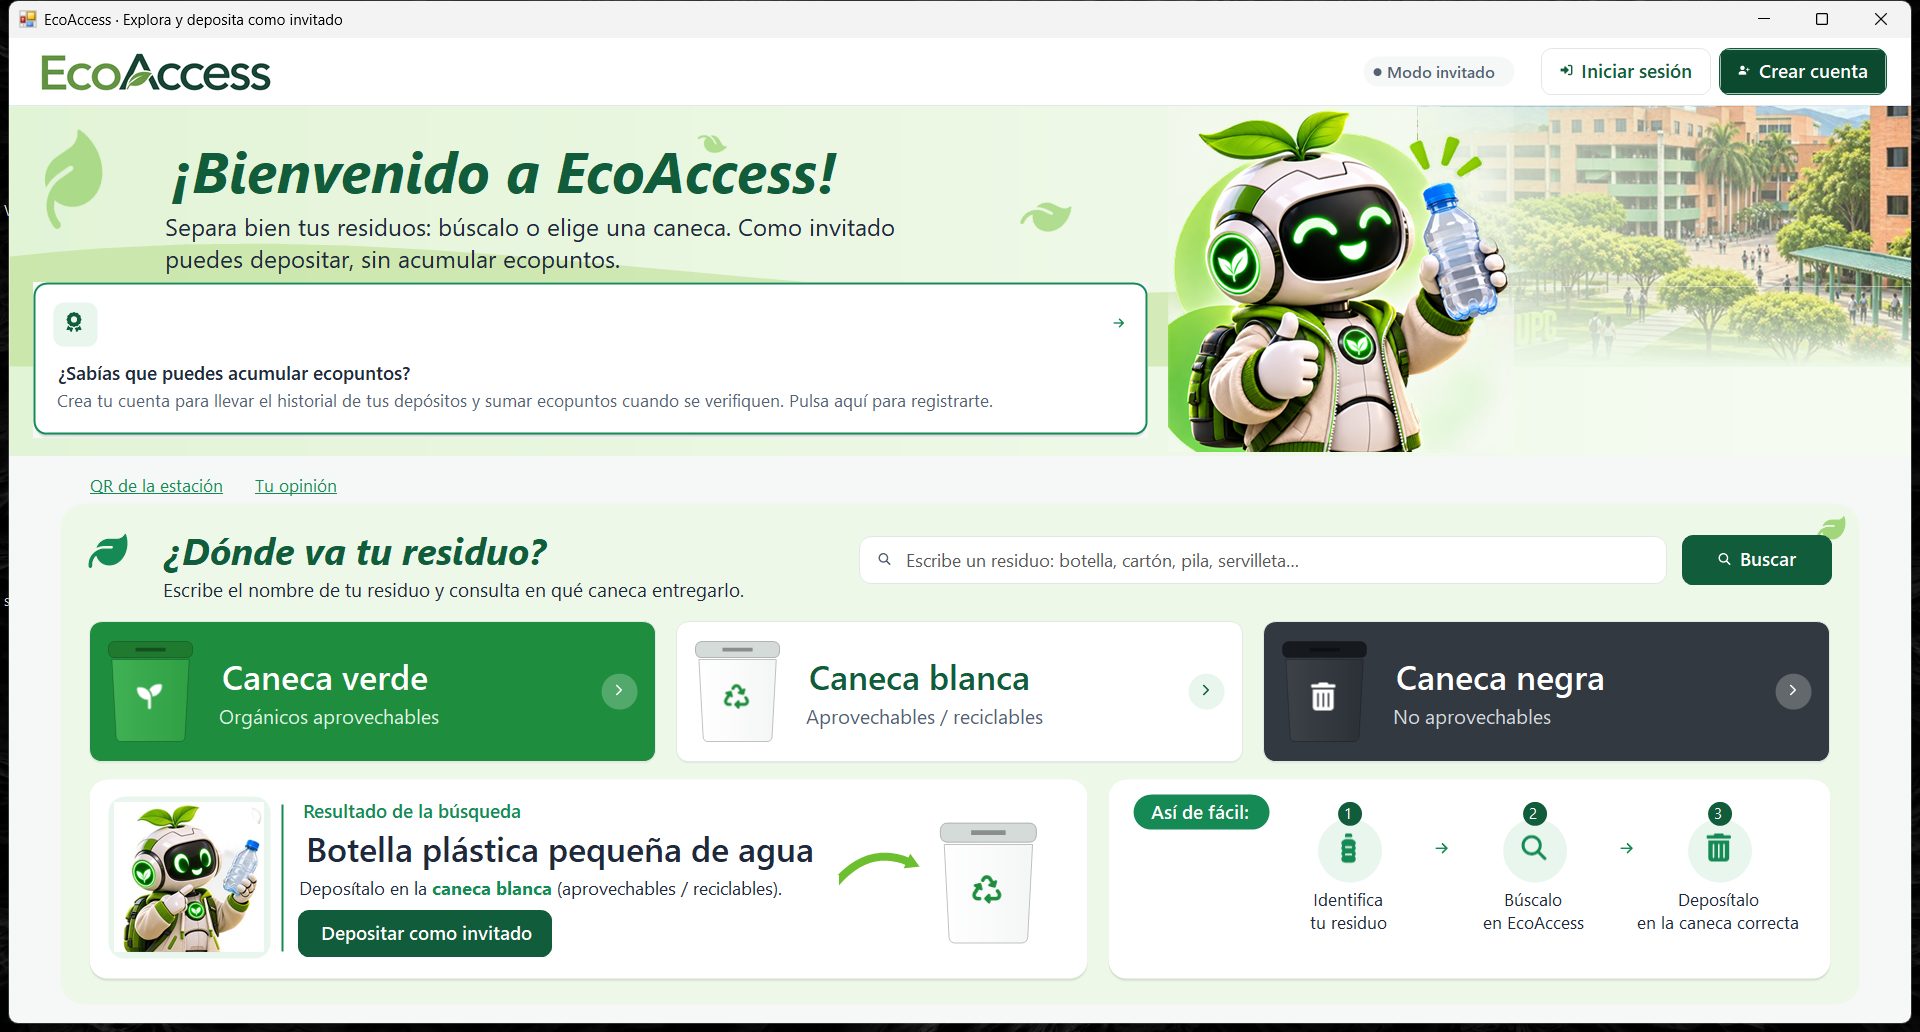 EcoAccess · Explora y deposita como invitado
EcoAccess
Modo invitado
Iniciar sesión
Crear cuenta
¡Bienvenido a EcoAccess!
Separa bien tus residuos: búscalo o elige una caneca. Como invitado
puedes depositar, sin acumular ecopuntos.
UPC
¿Sabías que puedes acumular ecopuntos?
Crea tu cuenta para llevar el historial de tus depósitos y sumar ecopuntos cuando se verifiquen. Pulsa aquí para registrarte.
QR de la estación
Tu opinión
¿Dónde va tu residuo?
Escribe el nombre de tu residuo y consulta en qué caneca entregarlo.
Escribe un residuo: botella, cartón, pila, servilleta...
Buscar
Caneca verde
Orgánicos aprovechables
Caneca blanca
Aprovechables / reciclables
Caneca negra
No aprovechables
Resultado de la búsqueda
Botella plástica pequeña de agua
Deposítalo en la caneca blanca (aprovechables / reciclables).
Depositar como invitado
Así de fácil:
1
Identifica
tu residuo
2
Búscalo
en EcoAccess
3
Deposítalo
en la caneca correcta